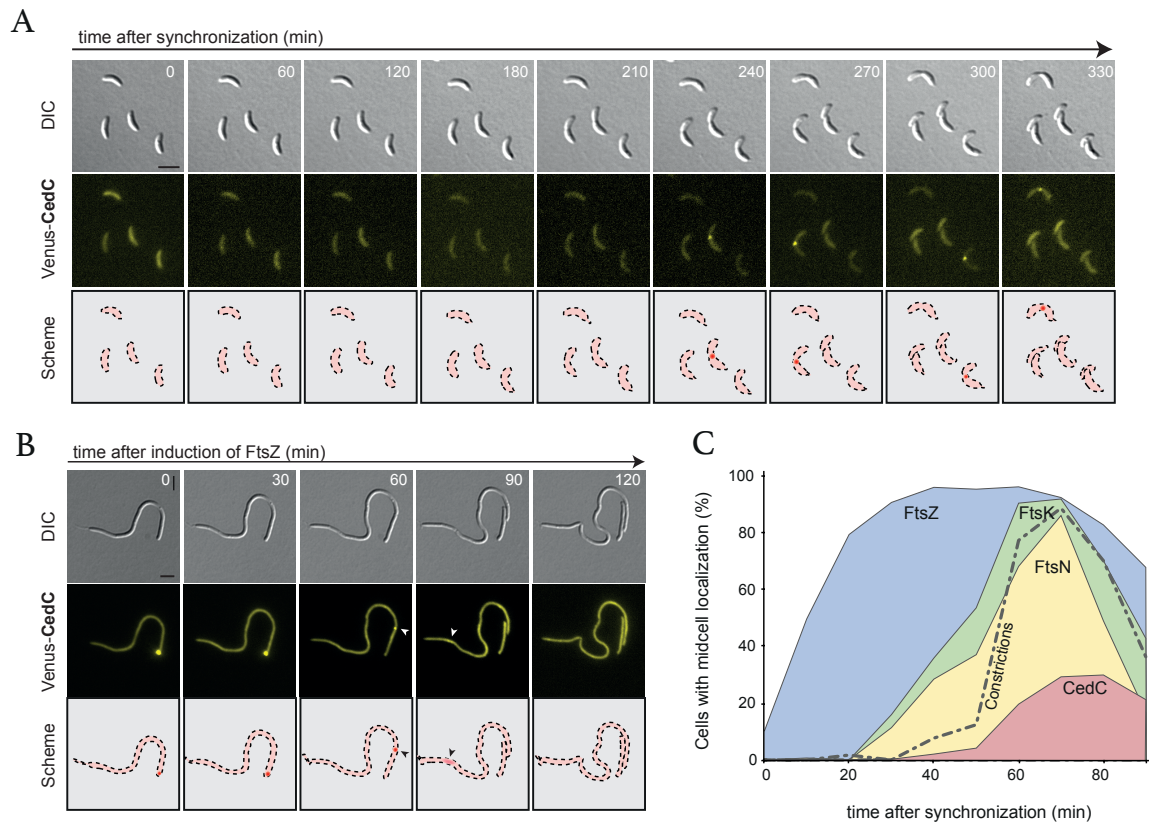 A
time after synchronization (min)
DIC
0
60
120
180
210
240
270
300
330
Venus-CedC
Scheme
B
time after induction of FtsZ (min)
DIC
0
30
60
90
120
Venus-CedC
Scheme
C
Cells with midcell localization (%)
100
80
60
40
20
0
FtsZ
FtsK
FtsN
Constrictions
CedC
0
20
40
60
80
time after synchronization (min)